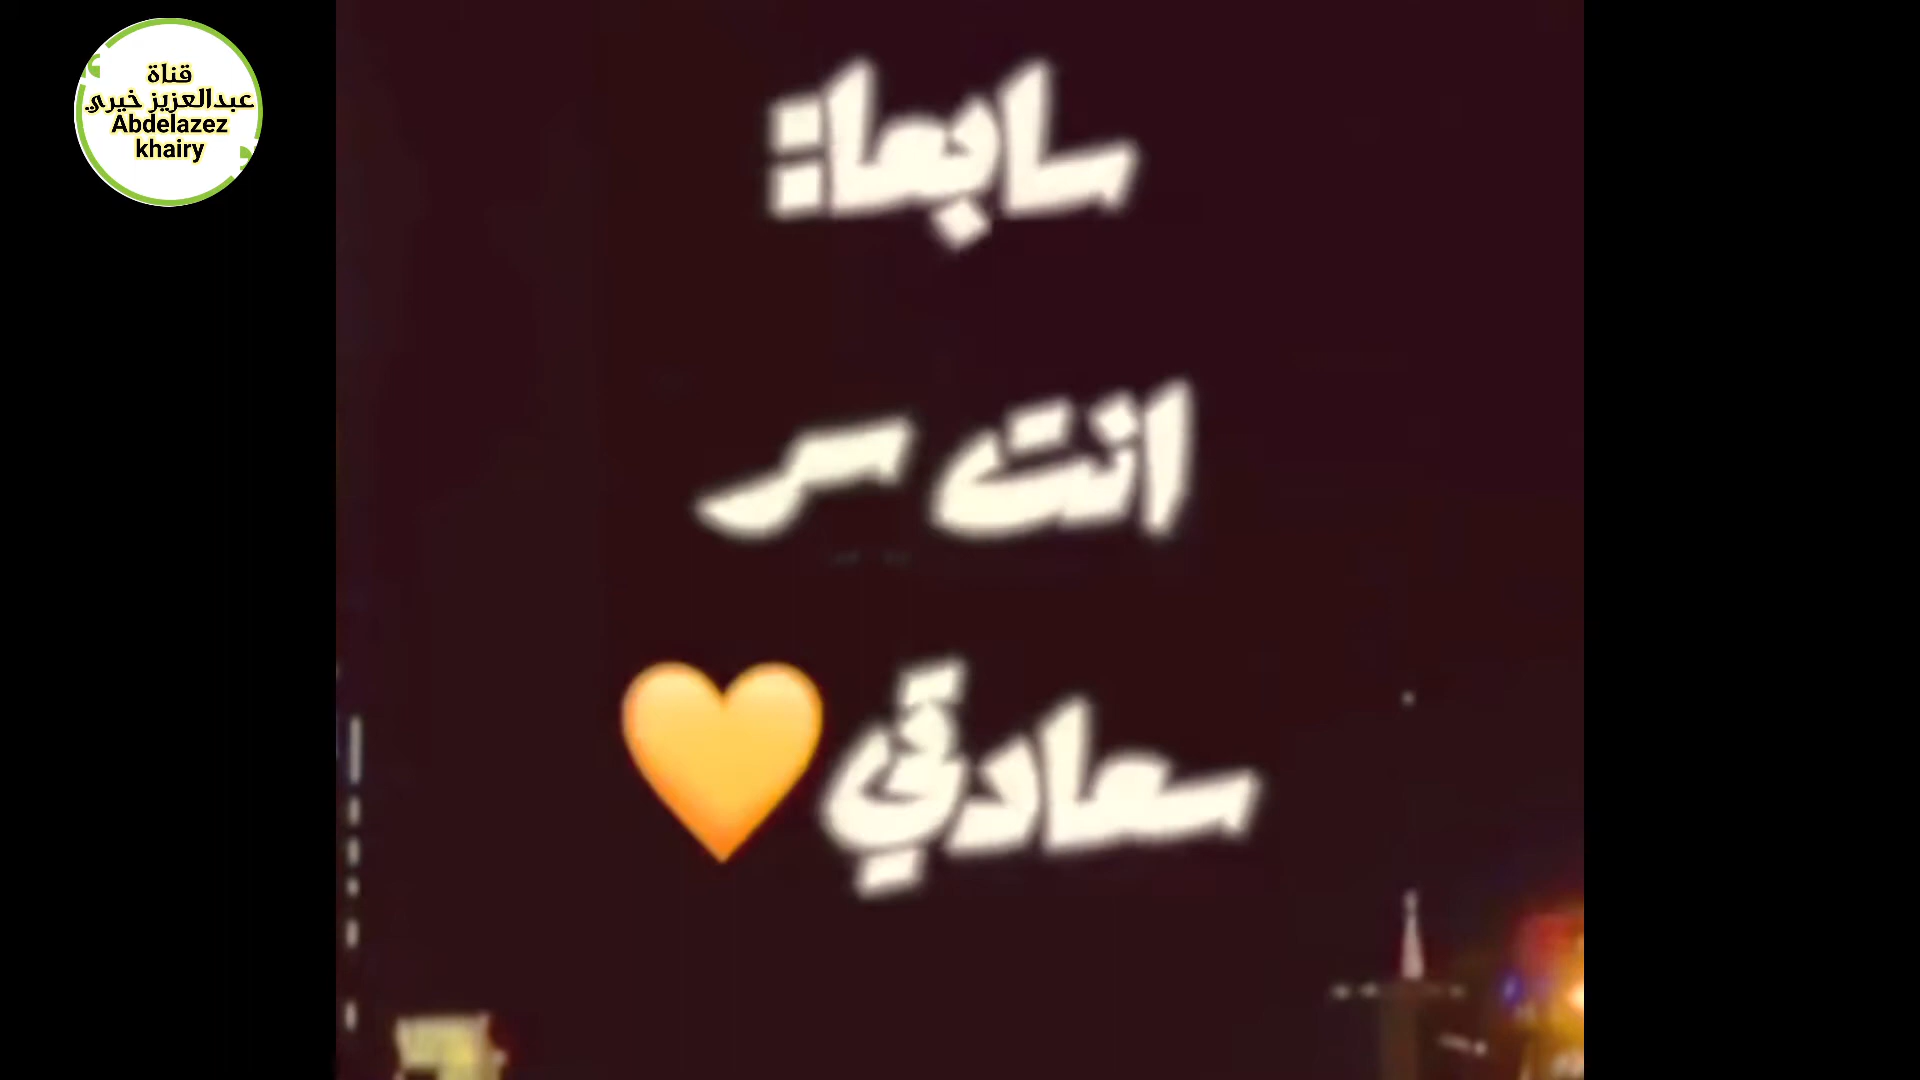 قناة
عبدالعزيز خيري
Abdelazez
khairy
سابعا:
انت سر
سعادتي🧡